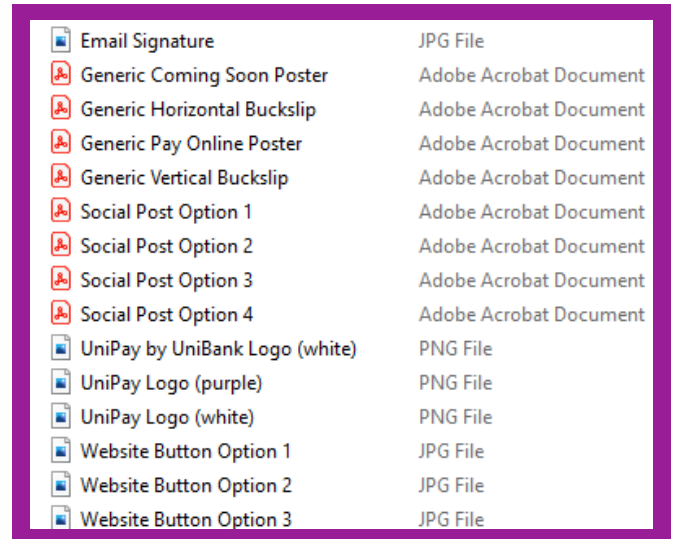 Email Signature JPG File
Generic Coming Soon Poster Adobe Acrobat Document
Generic Horizontal Buckslip Adobe Acrobat Document
Generic Pay Online Poster Adobe Acrobat Document
Generic Vertical Buckslip Adobe Acrobat Document
Social Post Option 1 Adobe Acrobat Document
Social Post Option 2 Adobe Acrobat Document
Social Post Option 3 Adobe Acrobat Document
Social Post Option 4 Adobe Acrobat Document
UniPay by UniBank Logo (white) PNG File
UniPay Logo (purple) PNG File
UniPay Logo (white) PNG File
Website Button Option 1 JPG File
Website Button Option 2 JPG File
Website Button Option 3 JPG File